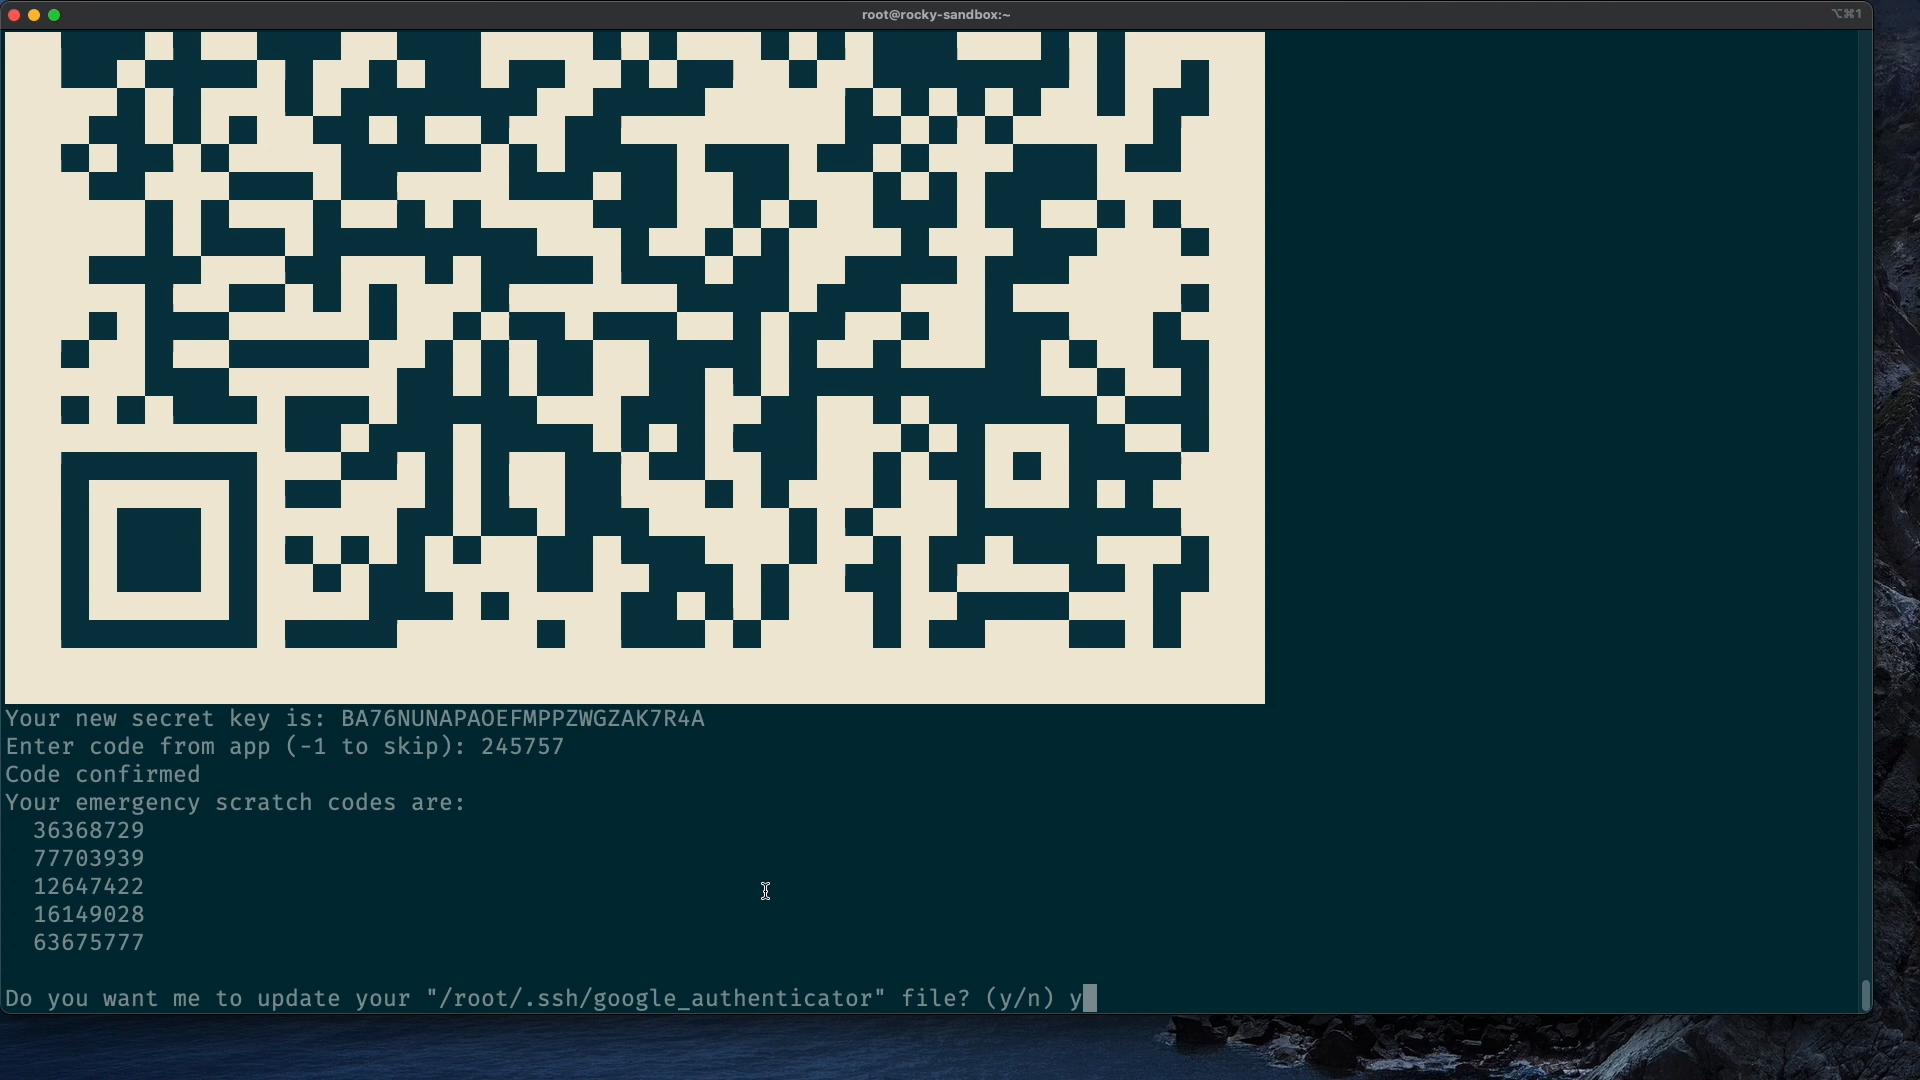 root@rocky-sandbox:~
⌥⌘1
Your new secret key is: BA76NUNAPAOEFMPPZWGZAK7R4A
Enter code from app (-1 to skip): 245757
Code confirmed
Your emergency scratch codes are:
36368729
77703939
12647422
16149028
63675777
Do you want me to update your "/root/.ssh/google_authenticator" file? (y/n) y